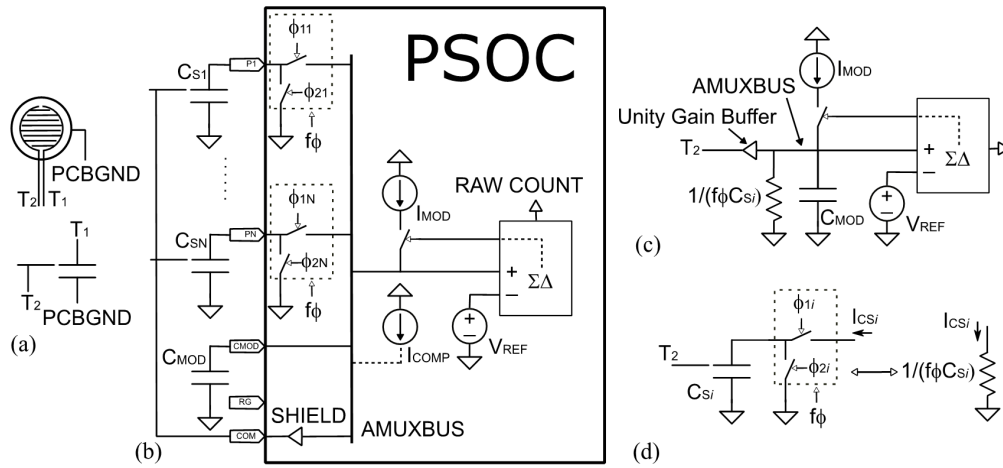 T₂ T₁
PCBGND
T₁
T₂
PCBGND
(a)
PSOC
ϕ11
P1
CS1
ϕ21
fϕ
ϕ1N
PN
CSN
ϕ2N
fϕ
CMOD
CMOD
RG
COM
SHIELD
AMUXBUS
IMOD
ICOMP
RAW COUNT
+
−
ΣΔ
+
−
VREF
(b)
IMOD
AMUXBUS
Unity Gain Buffer
T₂
1/(fϕCSi)
CMOD
+
−
ΣΔ
+
−
VREF
(c)
ϕ1i
ICSi
T₂
ϕ2i
CSi
fϕ
ICSi
1/(fϕCSi)
(d)